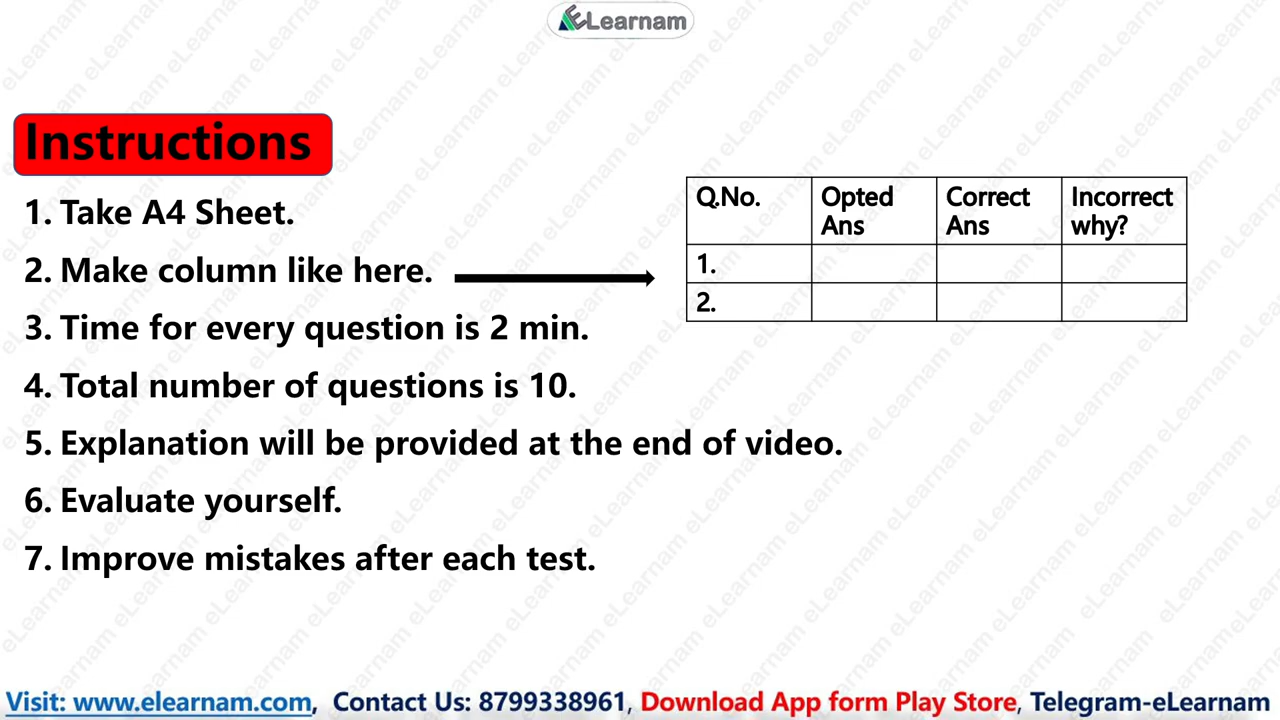 ELearnam
Instructions
1. Take A4 Sheet.
2. Make column like here.
3. Time for every question is 2 min.
4. Total number of questions is 10.
5. Explanation will be provided at the end of video.
6. Evaluate yourself.
7. Improve mistakes after each test.
Q.No. Opted Ans Correct Ans Incorrect why?
1.
2.
Visit: www.elearnam.com, Contact Us: 8799338961, Download App form Play Store, Telegram-eLearnam